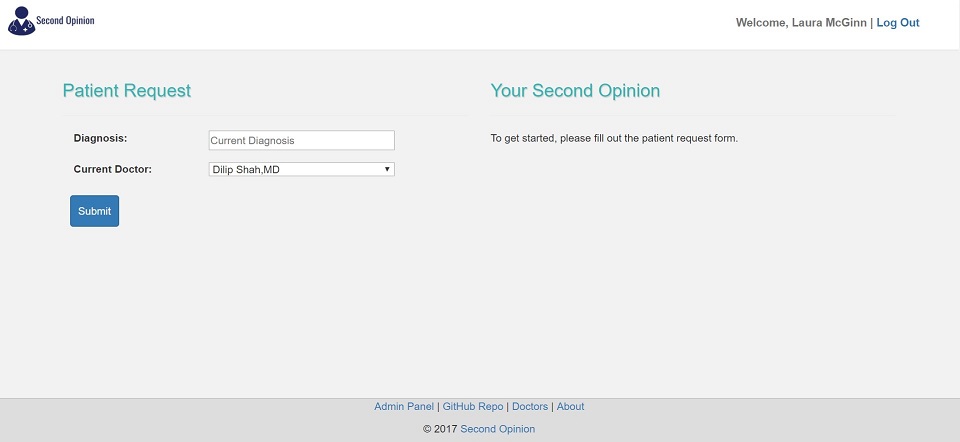 Second Opinion
Welcome, Laura McGinn | Log Out
Patient Request
Diagnosis:
Current Diagnosis
Current Doctor:
Dilip Shah,MD
Submit
Your Second Opinion
To get started, please fill out the patient request form.
Admin Panel | GitHub Repo | Doctors | About
© 2017 Second Opinion